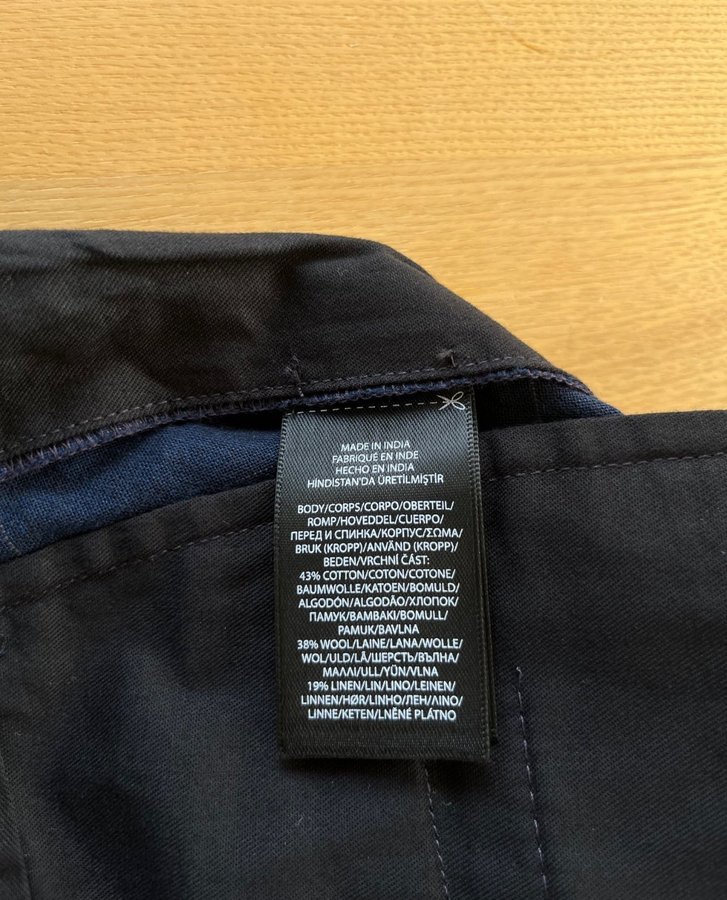 MADE IN INDIA
FABRIQUÉ EN INDE
HECHO EN INDIA
HİNDİSTAN'DA ÜRETİLMİŞTİR
BODY/CORPS/CORPO/OBERTEIL/
ROMP/HOVEDDEL/CUERPO/
ПЕРЕД И СПИНКА/КОРПУС/ΣΩΜΑ/
BRUK (KROPP)/ANVÄND (KROPP)/
BEDEN/VRCHNÍ ČÁST:
43% COTTON/COTON/COTONE/
BAUMWOLLE/KATOEN/BOMULD/
ALGODÓN/ALGODÃO/ХЛОПОК/
ПАМУК/ΒΑΜΒΑΚΙ/BOMULL/
PAMUK/BAVLNA
38% WOOL/LAINE/LANA/WOLLE/
WOL/ULD/LÃ/ШЕРСТЬ/ВЪЛНА/
ΜΑΛΛΙ/ULL/YÜN/VLNA
19% LINEN/LIN/LINO/LEINEN/
LINNEN/HØR/LINHO/ЛЕН/ΛΙΝΟ/
LINNE/KETEN/LNĚNÉ PLÁTNO